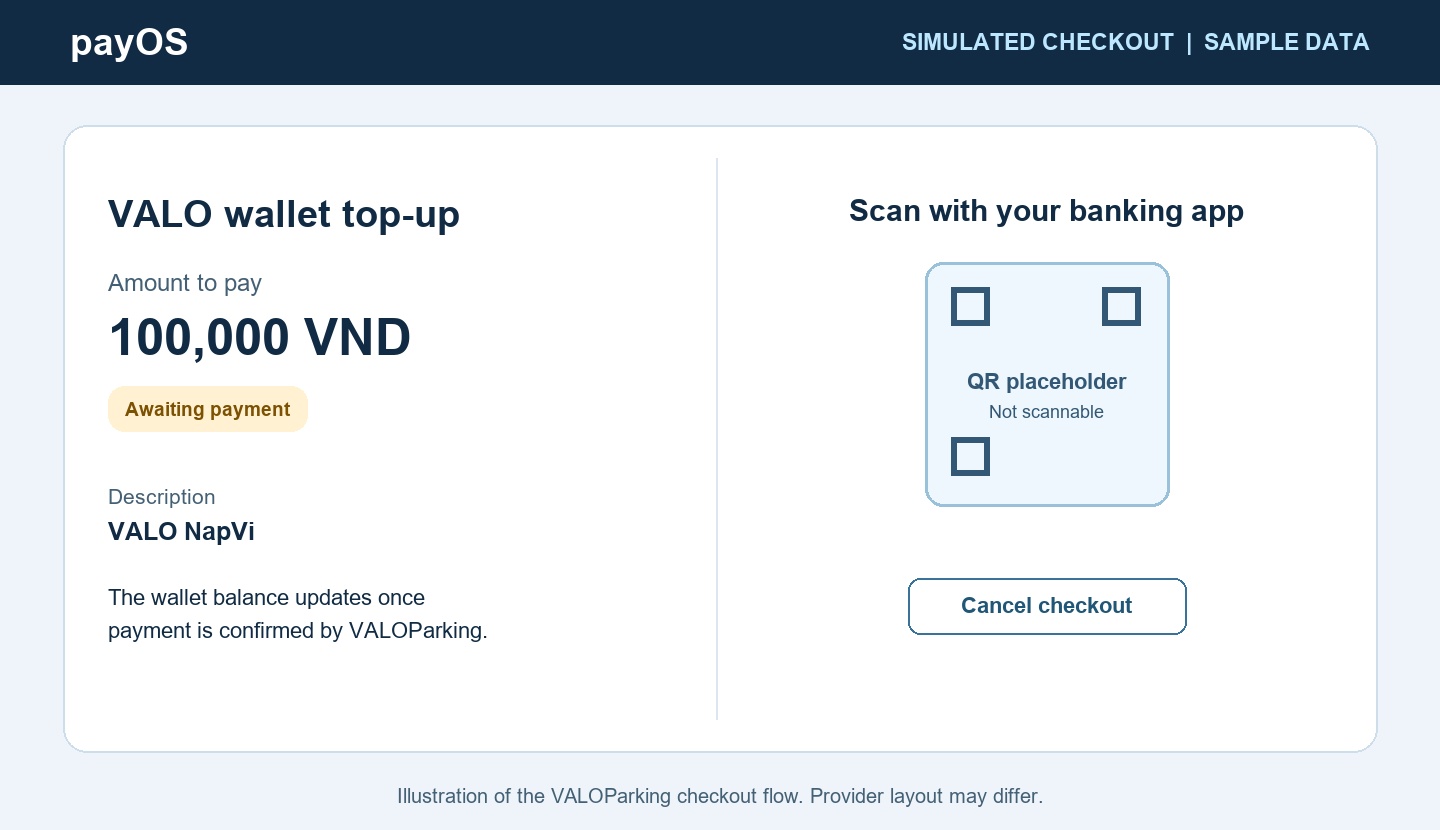 payOS
SIMULATED CHECKOUT | SAMPLE DATA
VALO wallet top-up
Amount to pay
100,000 VND
Awaiting payment
Description
VALO NapVi
The wallet balance updates once
payment is confirmed by VALOParking.
Scan with your banking app
QR placeholder
Not scannable
Cancel checkout
Illustration of the VALOParking checkout flow. Provider layout may differ.